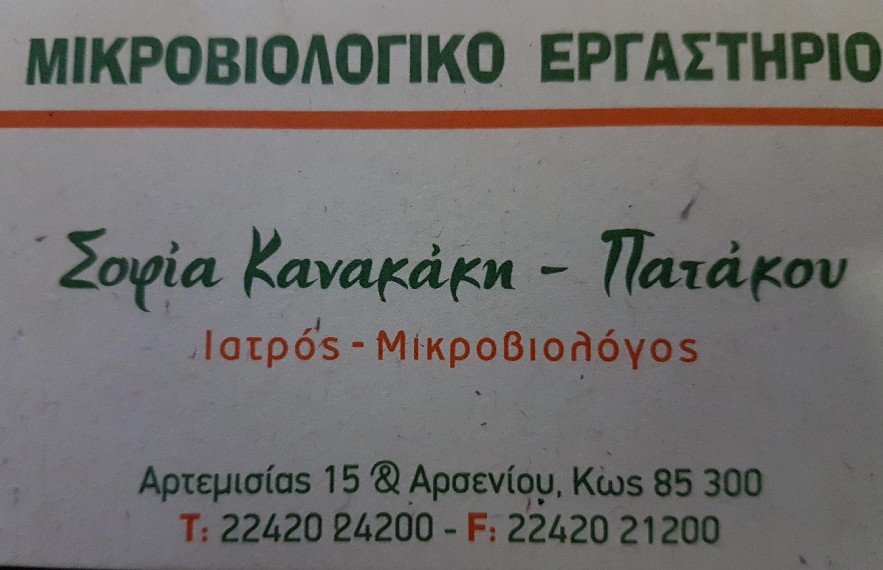 ΜΙΚΡΟΒΙΟΛΟΓΙΚΟ ΕΡΓΑΣΤΗΡΙΟ
Σοφία Κανακάκη - Πατάκου
Ιατρός - Μικροβιολόγος
Αρτεμισίας 15 & Αρσενίου, Κως 85 300
T: 22420 24200 - F: 22420 21200